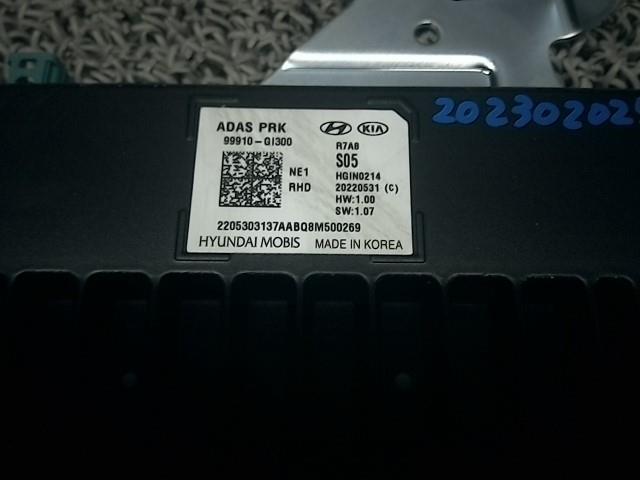 ADAS PRK
99910-GI300
HYUNDAI KIA
R7A8
S05
NE1 HGIN0214
RHD 20220531 (C)
HW:1.00
SW:1.07
2205303137AABQ8M500269
HYUNDAI MOBIS MADE IN KOREA